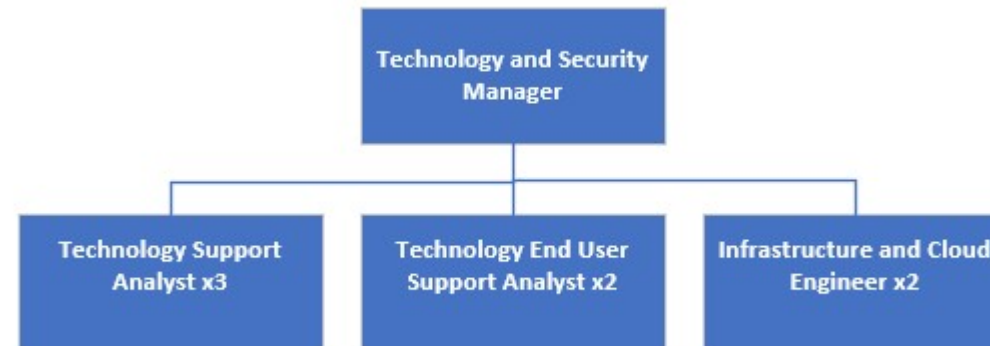 Technology and Security
Manager
Technology Support
Analyst x3
Technology End User
Support Analyst x2
Infrastructure and Cloud
Engineer x2